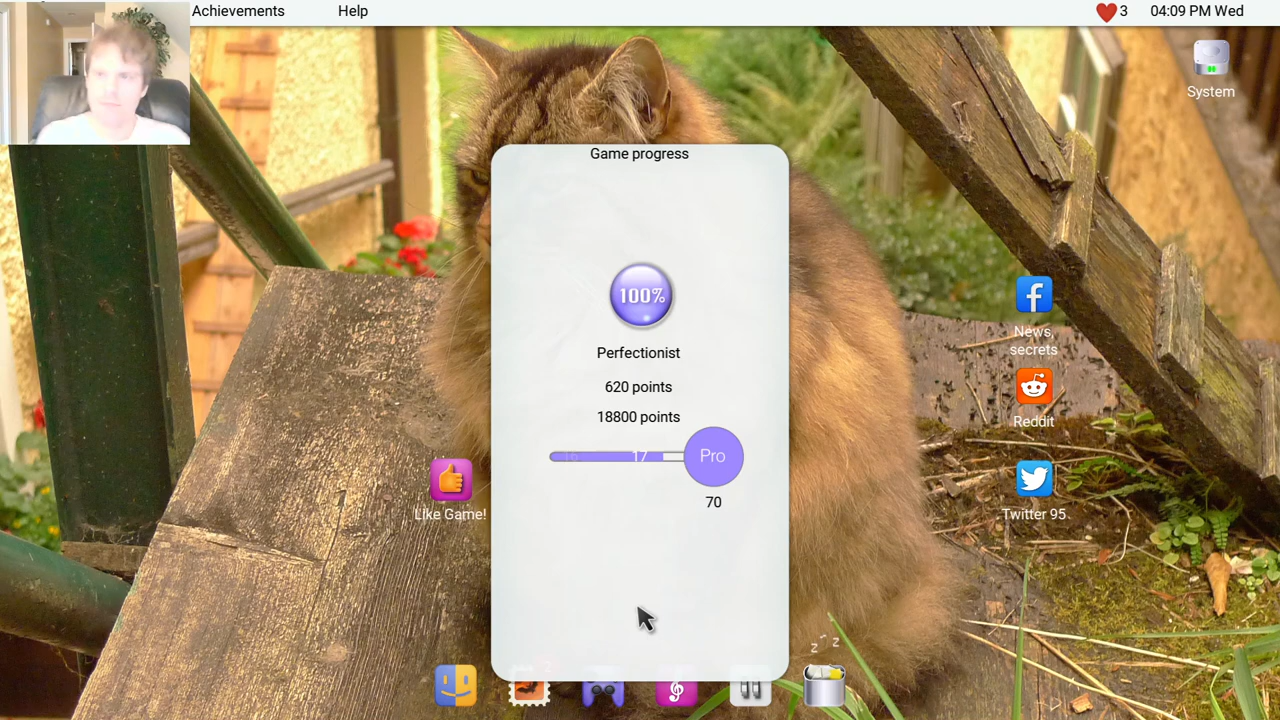 Achievements
Help
3
04:09 PM Wed
System
Game progress
100%
Perfectionist
620 points
18800 points
16
17
Pro
70
News,
secrets
Reddit
Like Game!
Twitter 95
z z z